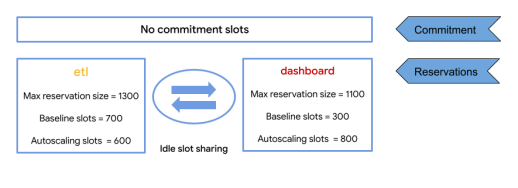 No commitment slots
Commitment
etl
Max reservation size = 1300
Baseline slots = 700
Autoscaling slots = 600
Idle slot sharing
dashboard
Max reservation size = 1100
Baseline slots = 300
Autoscaling slots = 800
Reservations